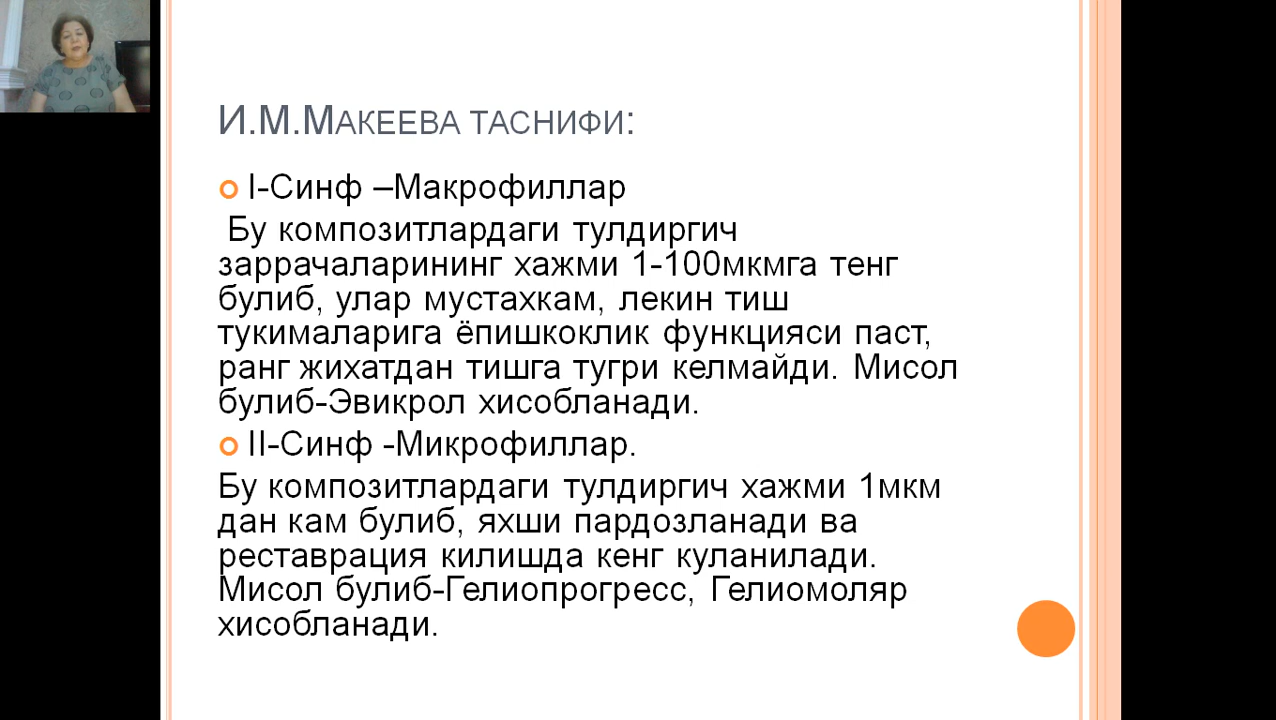 И.М.Макеева таснифи:
I-Синф –Макрофиллар
Бу композитлардаги тулдиргич
заррачаларининг хажми 1-100мкмга тенг
булиб, улар мустахкам, лекин тиш
тукималарига ёпишкоклик функцияси паст,
ранг жихатдан тишга тугри келмайди. Мисол
булиб-Эвикрол хисобланади.
II-Синф -Микрофиллар.
Бу композитлардаги тулдиргич хажми 1мкм
дан кам булиб, яхши пардозланади ва
реставрация килишда кенг куланилади.
Мисол булиб-Гелиопрогресс, Гелиомоляр
хисобланади.